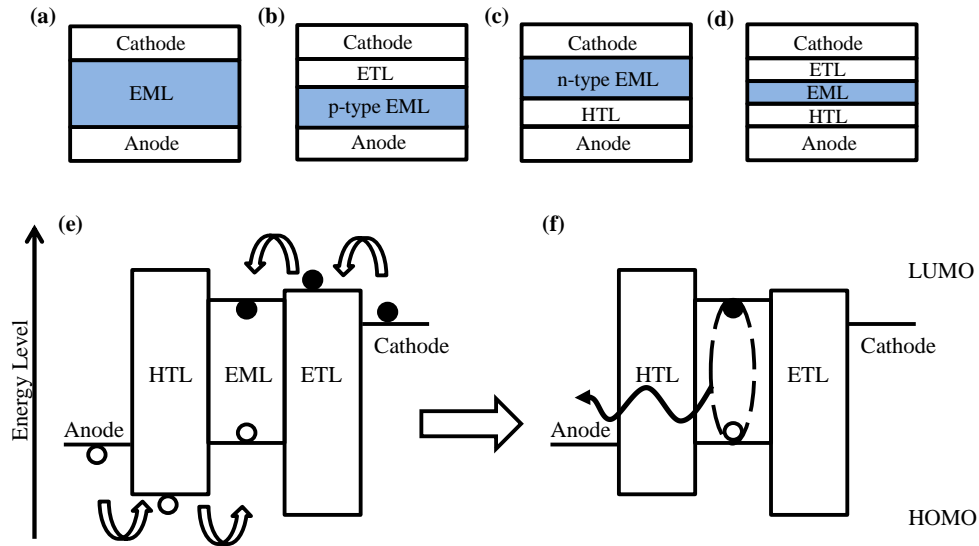 (a)
Cathode
EML
Anode
(b)
Cathode
ETL
p-type EML
Anode
(c)
Cathode
n-type EML
HTL
Anode
(d)
Cathode
ETL
EML
HTL
Anode
Energy Level
(e)
HTL
EML
ETL
Anode
Cathode
(f)
LUMO
HTL
ETL
Cathode
Anode
HOMO